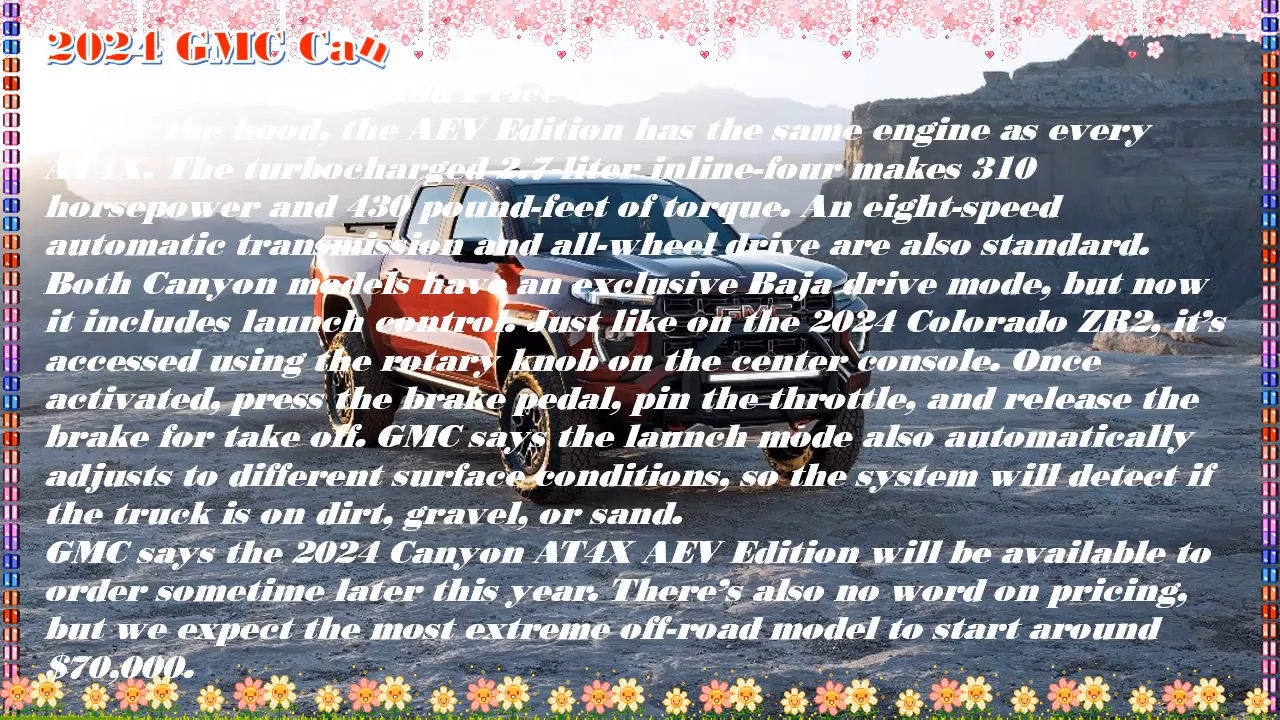 2024 GMC Can
and Price
the hood, the AEV Edition has the same engine as every
AT4X. The turbocharged 2.7-liter inline-four makes 310
horsepower and 430 pound-feet of torque. An eight-speed
automatic transmission and all-wheel drive are also standard.
Both Canyon models have an exclusive Baja drive mode, but now
it includes launch control. Just like on the 2024 Colorado ZR2, it's
accessed using the rotary knob on the center console. Once
activated, press the brake pedal, pin the throttle, and release the
brake for take off. GMC says the launch mode also automatically
adjusts to different surface conditions, so the system will detect if
the truck is on dirt, gravel, or sand.
GMC says the 2024 Canyon AT4X AEV Edition will be available to
order sometime later this year. There's also no word on pricing,
but we expect the most extreme off-road model to start around
$70,000.
GMC